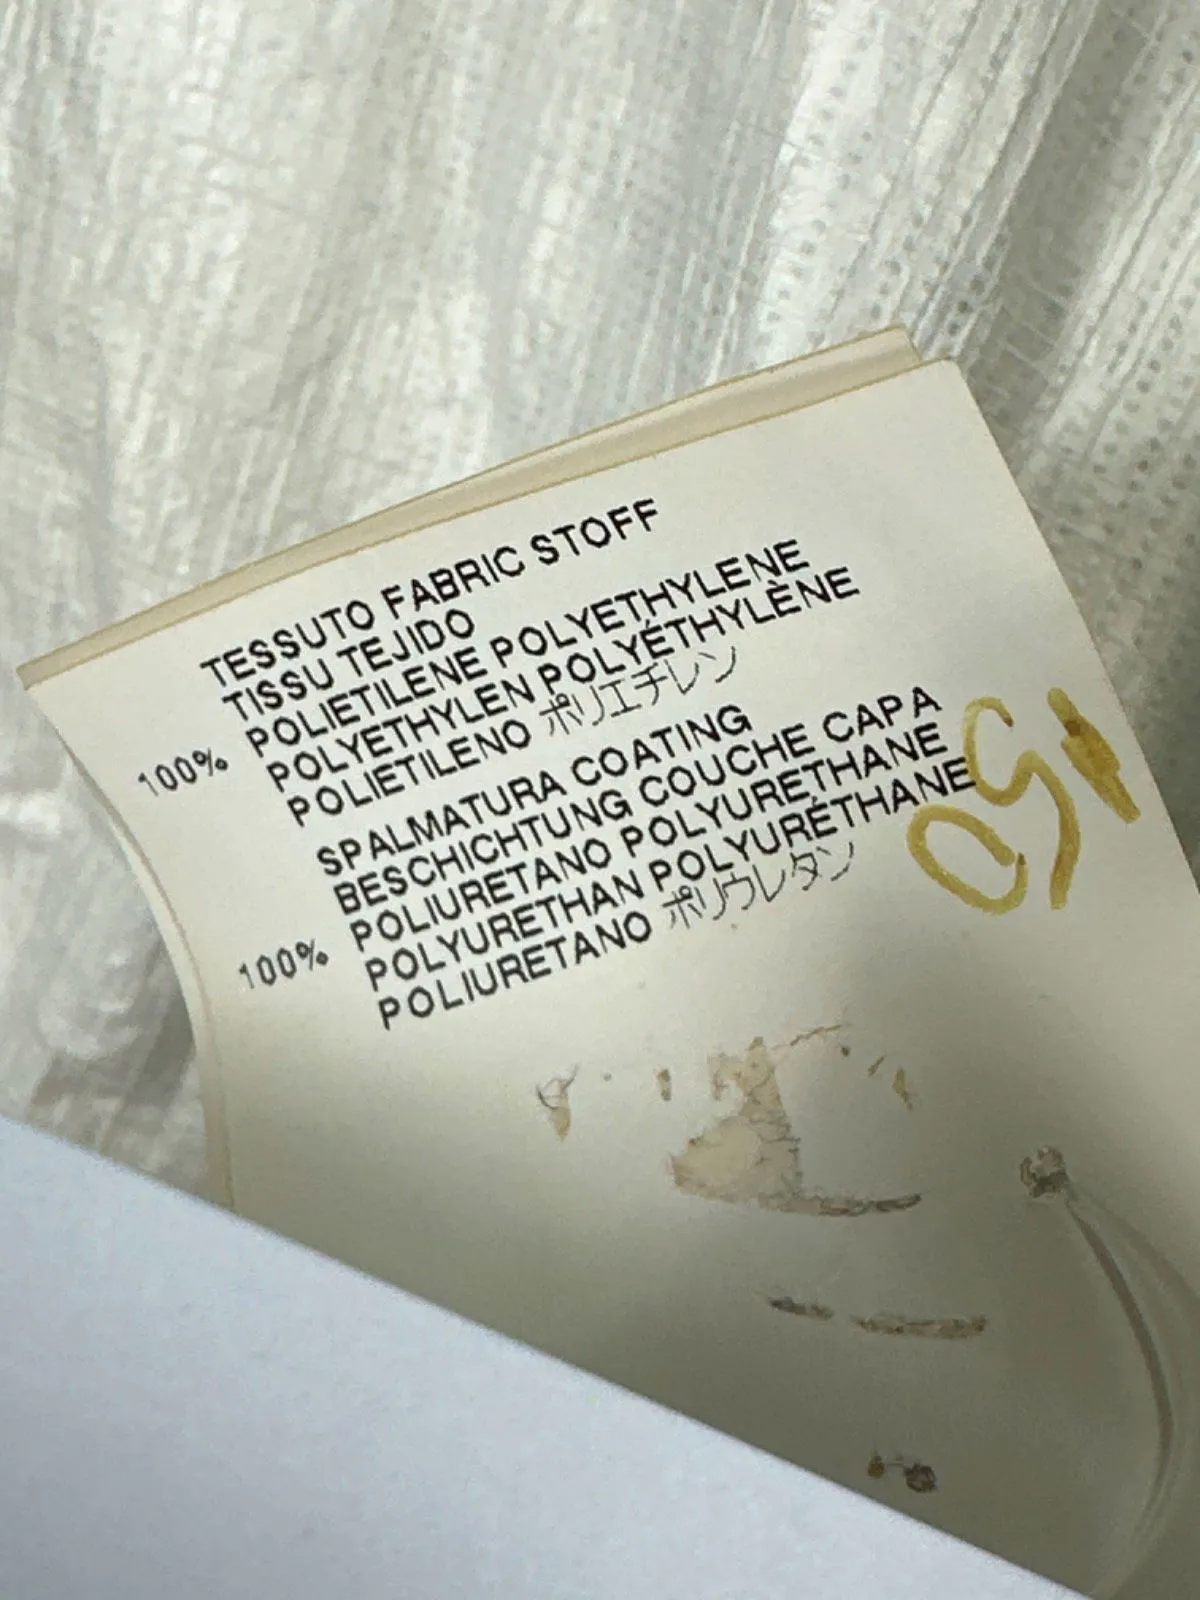 TESSUTO FABRIC STOFF
TISSU TEJIDO
POLIETILENE POLYETHYLENE
100% POLYETHYLEN POLYÉTHYLÈNE
POLIETILENO ポリエチレン
SPALMATURA COATING
BESCHICHTUNG COUCHE CAPA
POLIURETANO POLYURETHANE
100% POLYURETHAN POLYURÉTHANE
POLIURETANO ポリウレタン
150